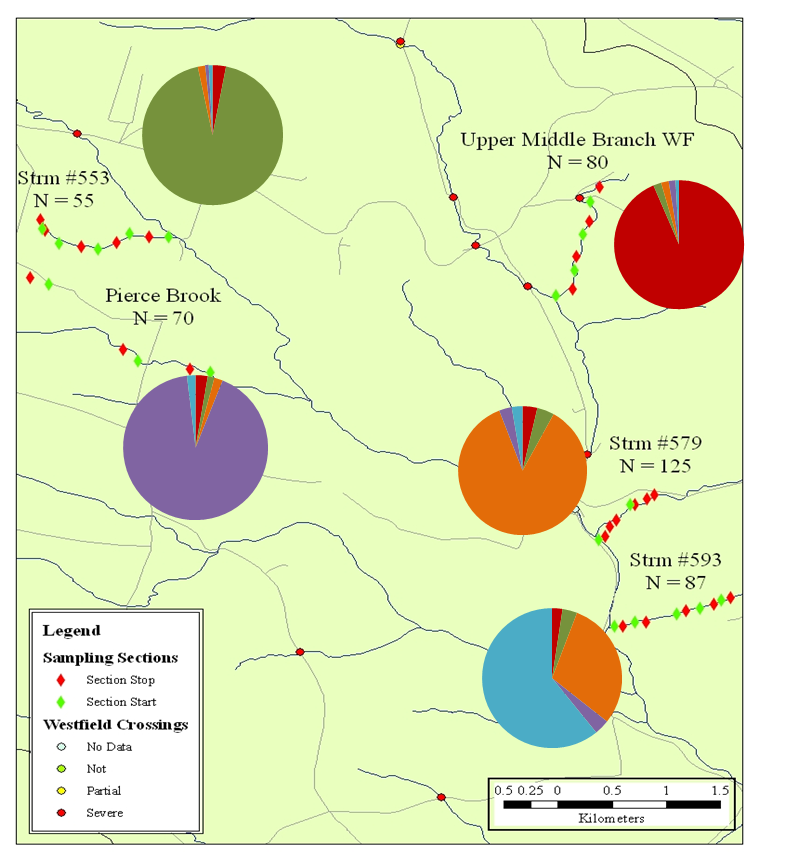 Upper Middle Branch WF
N = 80
Strm #553
N = 55
Pierce Brook
N = 70
Strm #579
N = 125
Strm #593
N = 87
Legend
Sampling Sections
Section Stop
Section Start
Westfield Crossings
No Data
Not
Partial
Severe
0.5 0.25 0 0.5 1 1.5
Kilometers